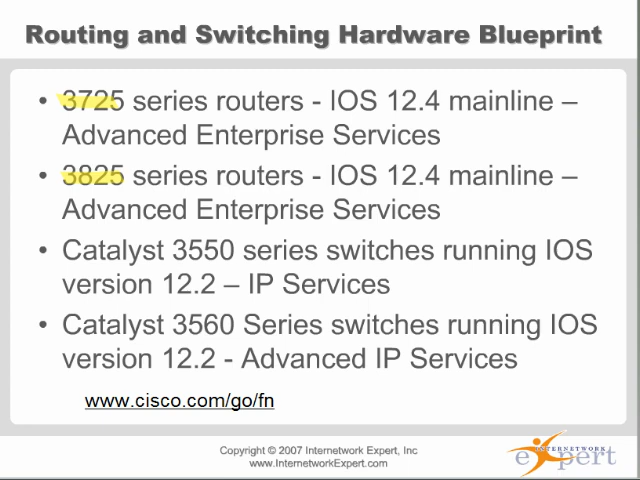 Routing and Switching Hardware Blueprint
• 3725 series routers - IOS 12.4 mainline –
Advanced Enterprise Services
• 3825 series routers - IOS 12.4 mainline –
Advanced Enterprise Services
• Catalyst 3550 series switches running IOS
version 12.2 – IP Services
• Catalyst 3560 Series switches running IOS
version 12.2 - Advanced IP Services
www.cisco.com/go/fn
Copyright © 2007 Internetwork Expert, Inc
www.InternetworkExpert.com
INTERNETWORK
eXpert